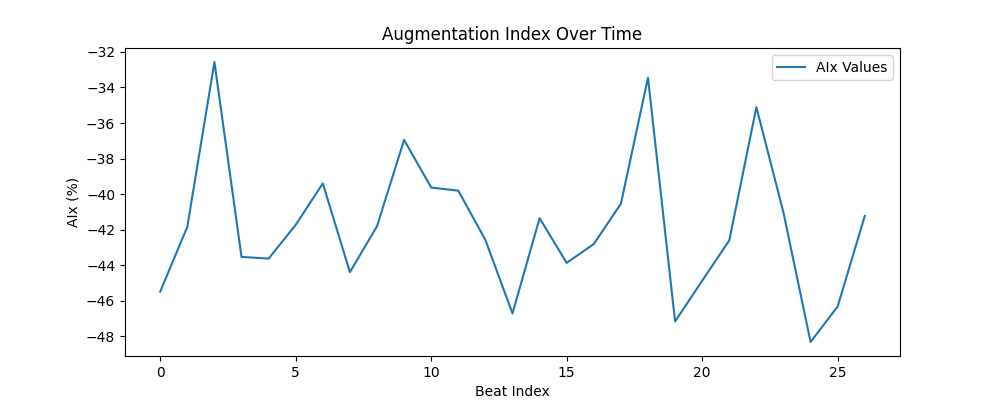 Augmentation Index Over Time
AIx Values
AIx (%)
−32
−34
−36
−38
−40
−42
−44
−46
−48
0 5 10 15 20 25
Beat Index